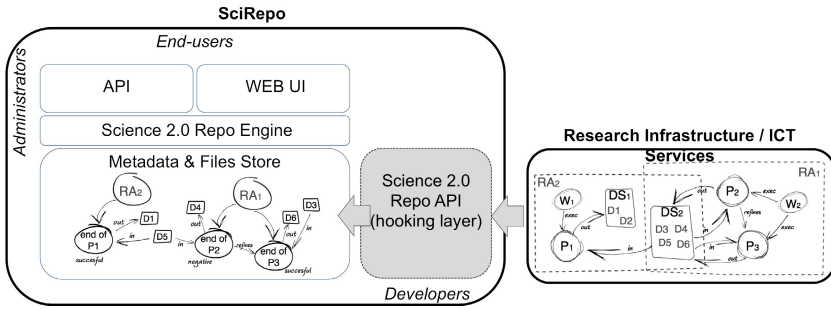 SciRepo
End-users
Administrators
API
WEB UI
Science 2.0 Repo Engine
Metadata & Files Store
RA2
RA1
D4
D3
D1
D6
out
out
out
in
end of
P1
in
D5
in
end of
P2
refines
end of
P3
succesful
negative
succesful
Science 2.0
Repo API
(hooking layer)
Developers
Research Infrastructure / ICT
Services
RA2
RA1
W1
exec
DS1
D1
D2
out
P1
DS2
D3 D4
D5 D6
out
P2
exec
W2
in
refines
exec
in
in
P3
out